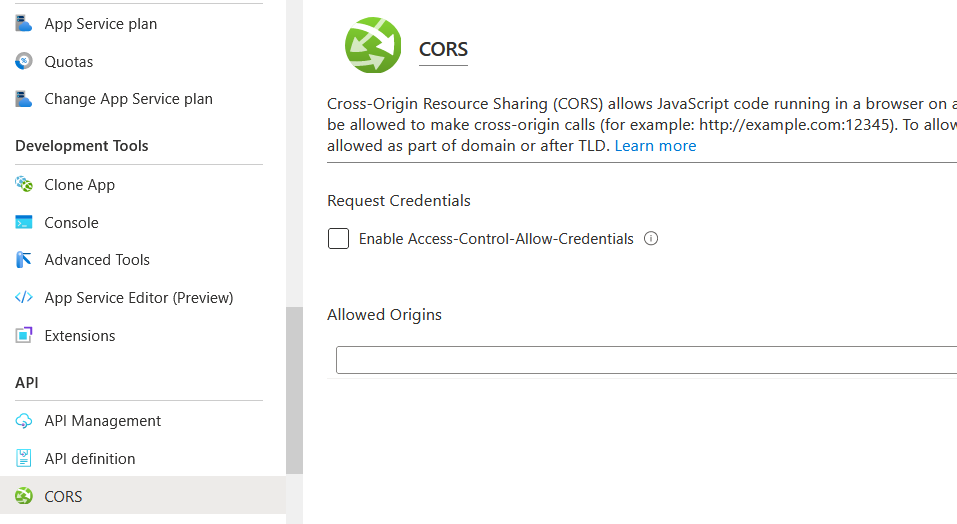 App Service plan
Quotas
Change App Service plan
Development Tools
Clone App
Console
Advanced Tools
App Service Editor (Preview)
Extensions
API
API Management
API definition
CORS
CORS
Cross-Origin Resource Sharing (CORS) allows JavaScript code running in a browser on a
be allowed to make cross-origin calls (for example: http://example.com:12345). To allow
allowed as part of domain or after TLD. Learn more
Request Credentials
Enable Access-Control-Allow-Credentials
Allowed Origins